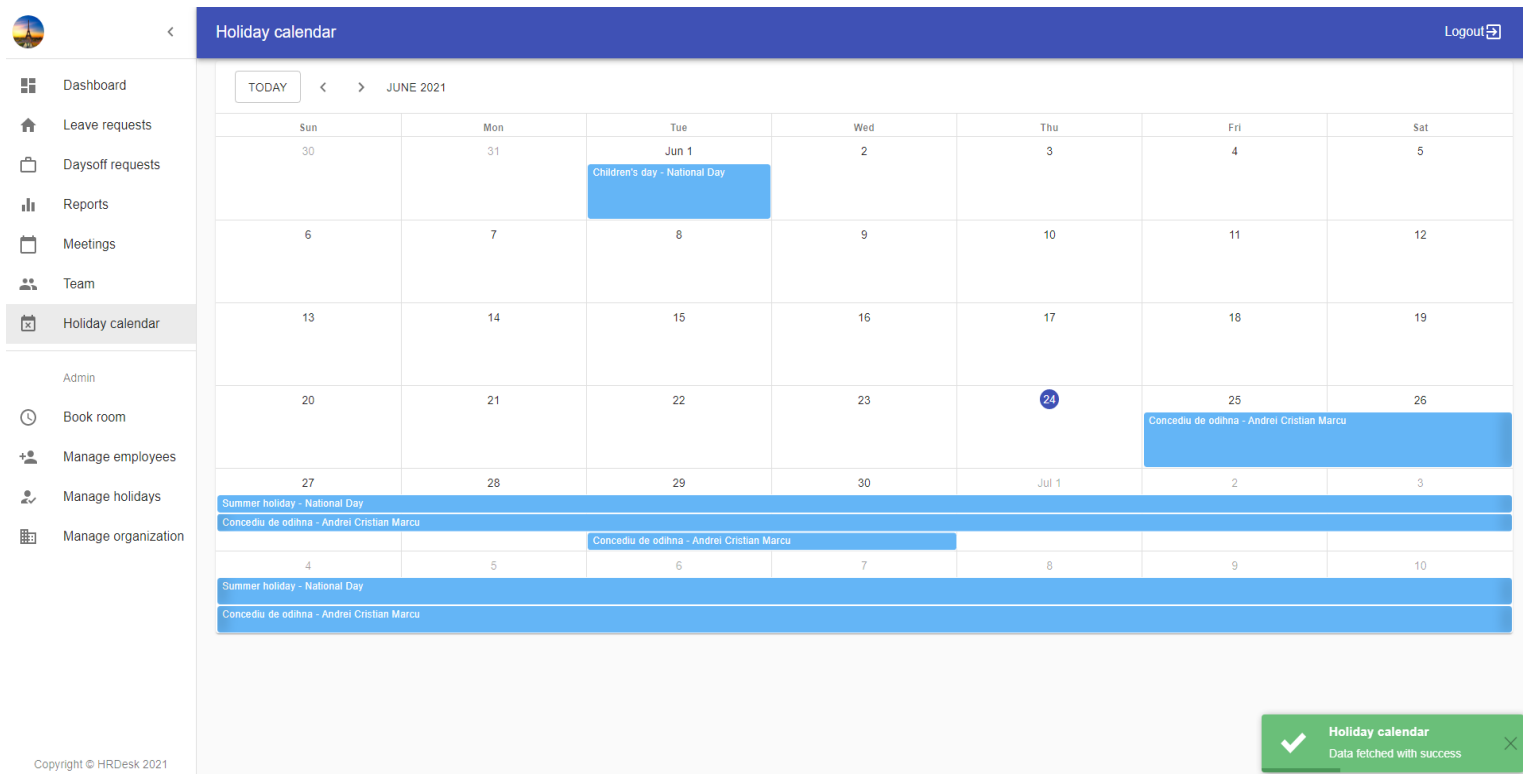 Holiday calendar
Logout
Dashboard
Leave requests
Daysoff requests
Reports
Meetings
Team
Holiday calendar
Admin
Book room
Manage employees
Manage holidays
Manage organization
Copyright © HRDesk 2021
TODAY JUNE 2021
Sun Mon Tue Wed Thu Fri Sat
30 31 Jun 1 2 3 4 5
Children's day - National Day
6 7 8 9 10 11 12
13 14 15 16 17 18 19
20 21 22 23 24 25 26
Concediu de odihna - Andrei Cristian Marcu
27 28 29 30 Jul 1 2 3
Summer holiday - National Day
Concediu de odihna - Andrei Cristian Marcu
Concediu de odihna - Andrei Cristian Marcu
4 5 6 7 8 9 10
Summer holiday - National Day
Concediu de odihna - Andrei Cristian Marcu
Holiday calendar
Data fetched with success